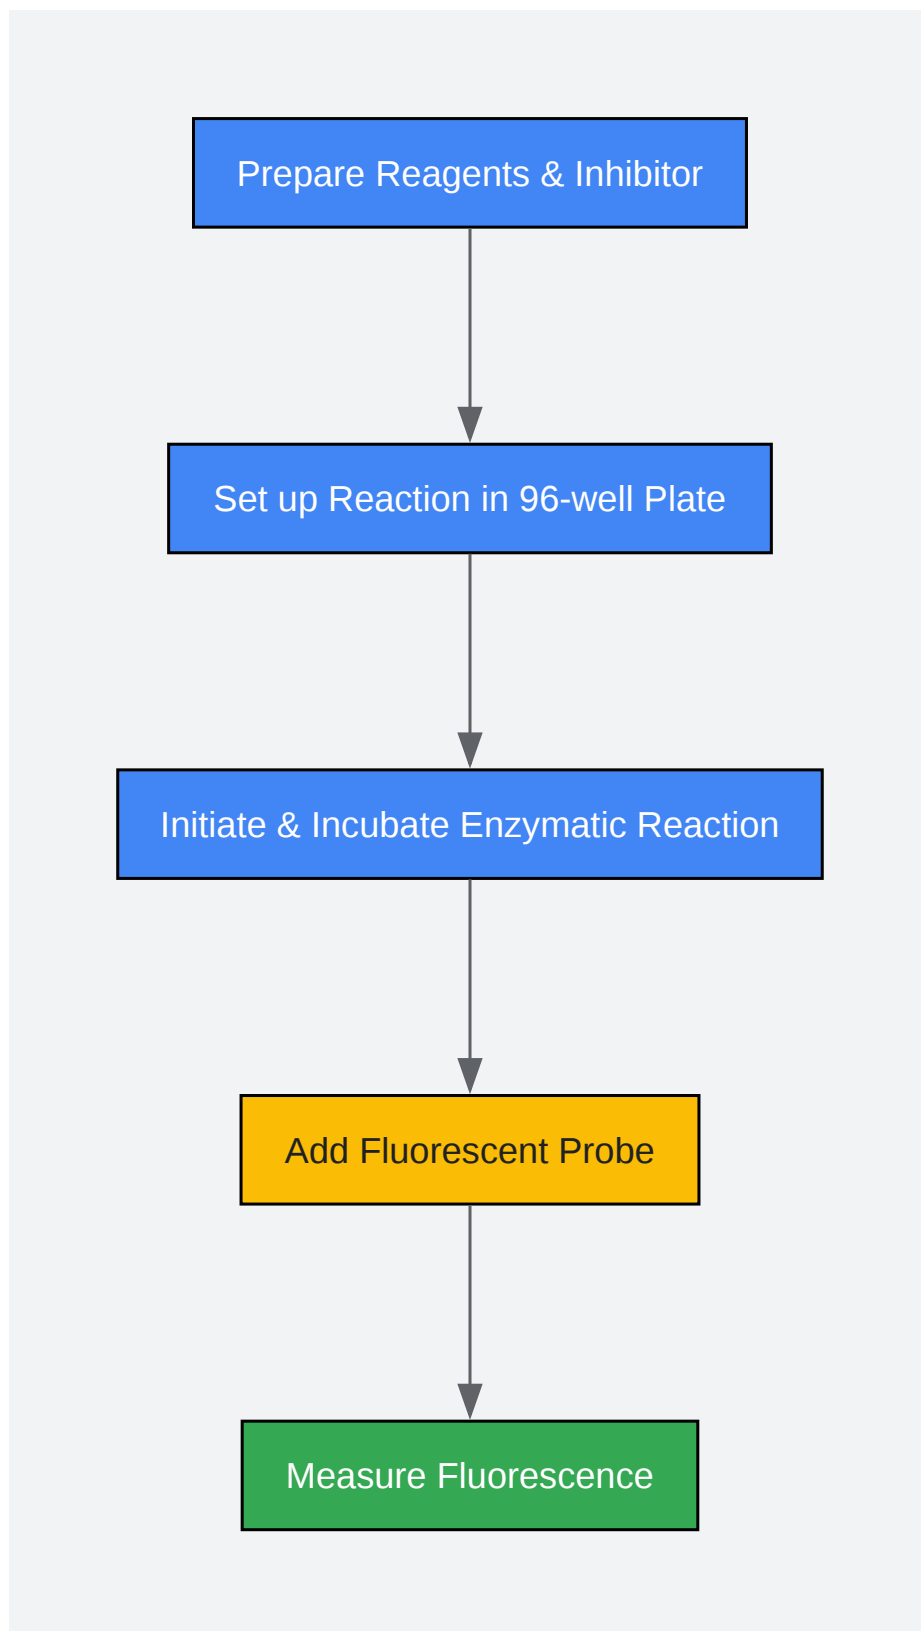 Prepare Reagents & Inhibitor
Set up Reaction in 96-well Plate
Initiate & Incubate Enzymatic Reaction
Add Fluorescent Probe
Measure Fluorescence